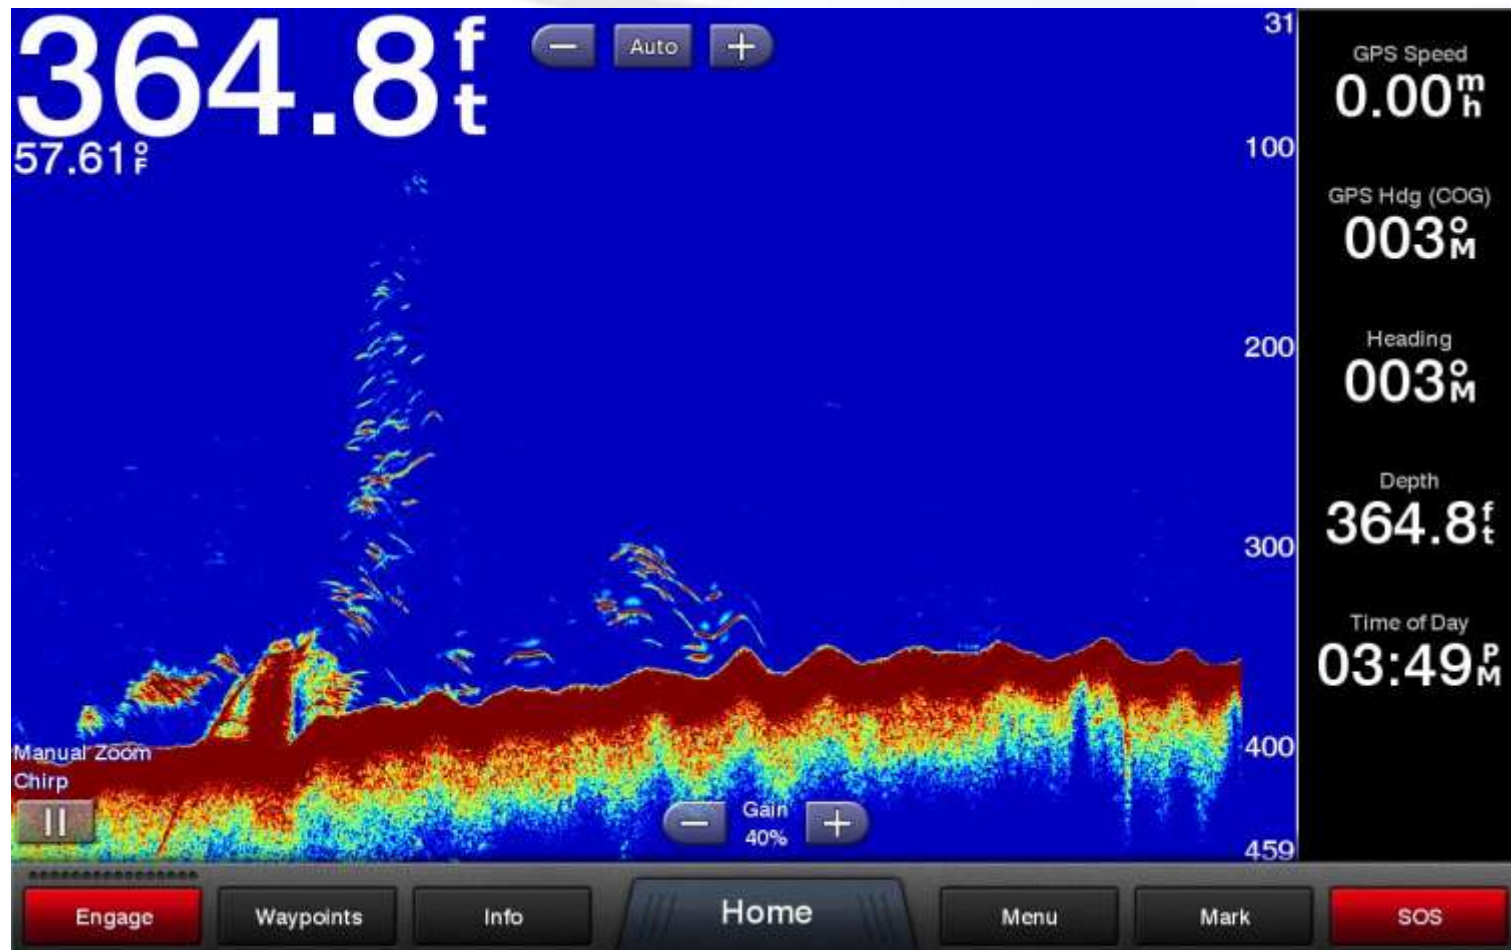 364.8ft
57.61°F
− Auto +
31
100
200
300
400
459
Manual Zoom
Chirp
Gain
− 40% +
GPS Speed
0.00mh
GPS Hdg (COG)
003°M
Heading
003°M
Depth
364.8ft
Time of Day
03:49PM
Engage
Waypoints
Info
Home
Menu
Mark
SOS